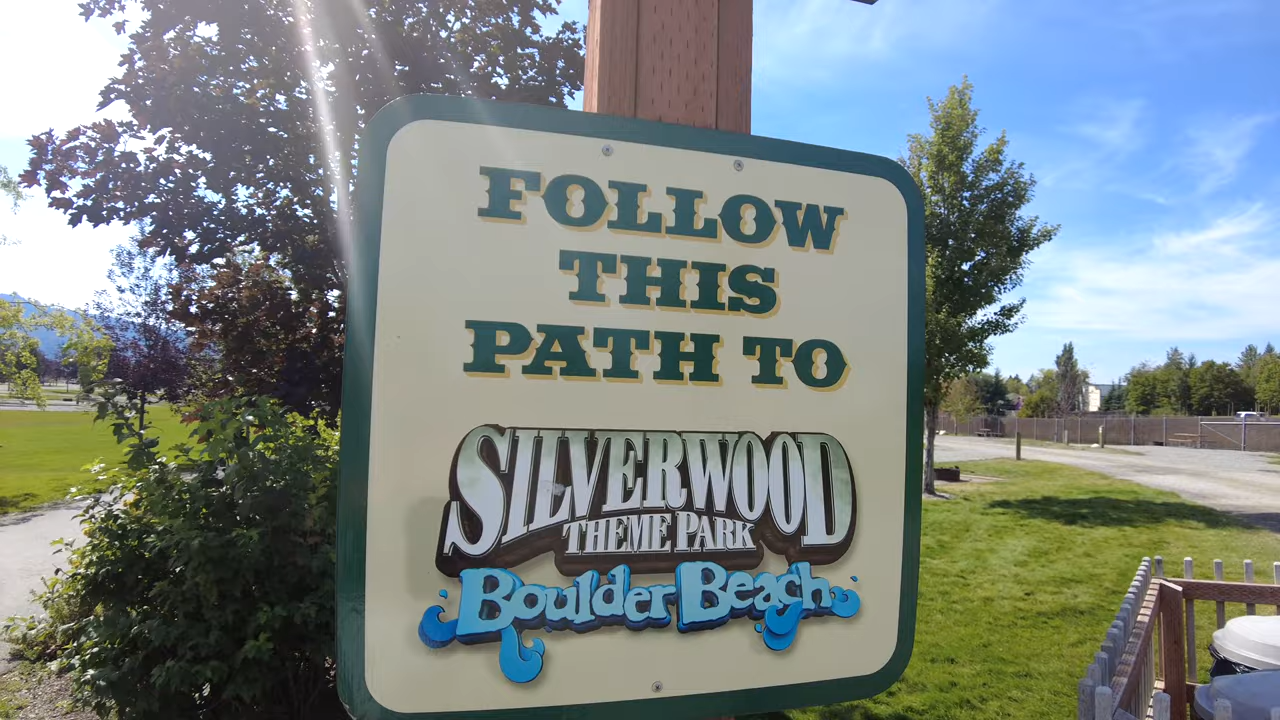 FOLLOW
THIS
PATH TO
SILVERWOOD
THEME PARK
Boulder Beach